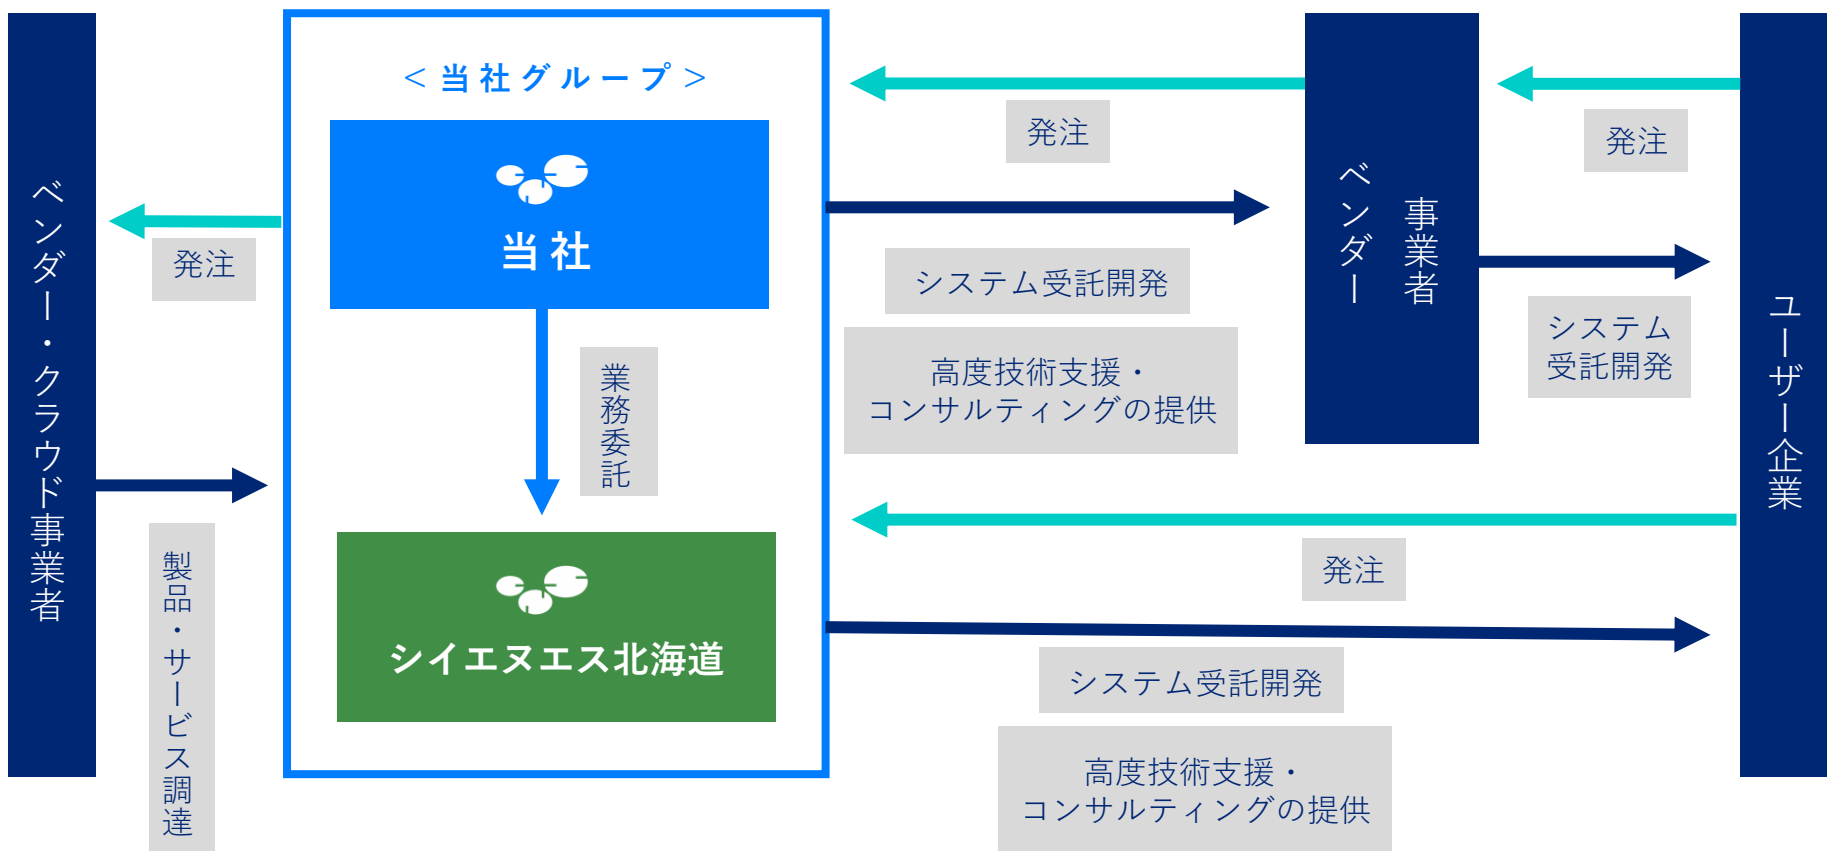 ベンダー・クラウド事業者
発注
製品・サービス調達
<当社グループ>
当社
業務委託
シイエヌエス北海道
発注
システム受託開発
高度技術支援・
コンサルティングの提供
事業者
ベンダー
発注
システム
受託開発
発注
システム受託開発
高度技術支援・
コンサルティングの提供
ユーザー企業